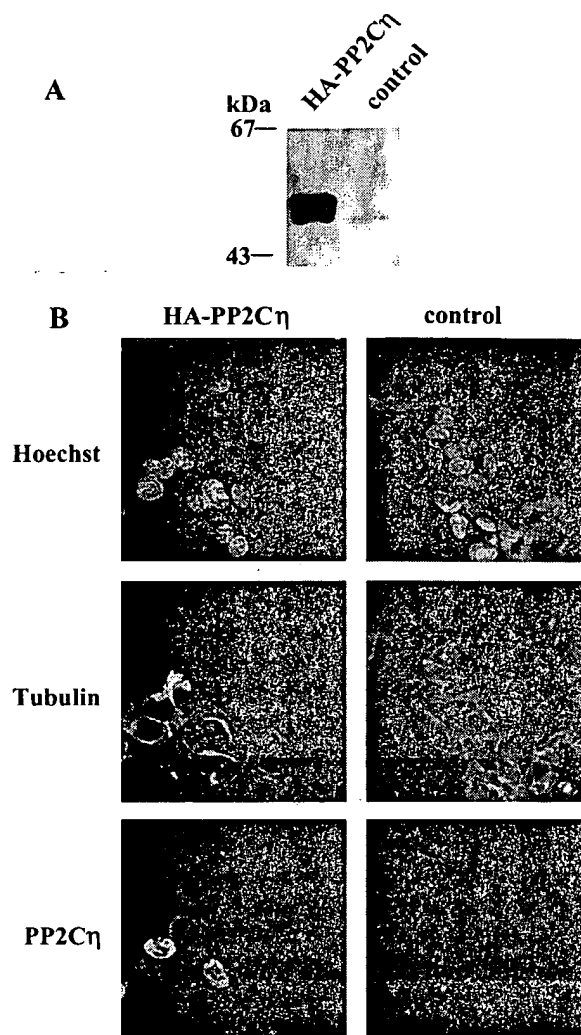 A
kDa
HA-PP2Cη
control
67
43
B
HA-PP2Cη
control
Hoechst
Tubulin
PP2Cη